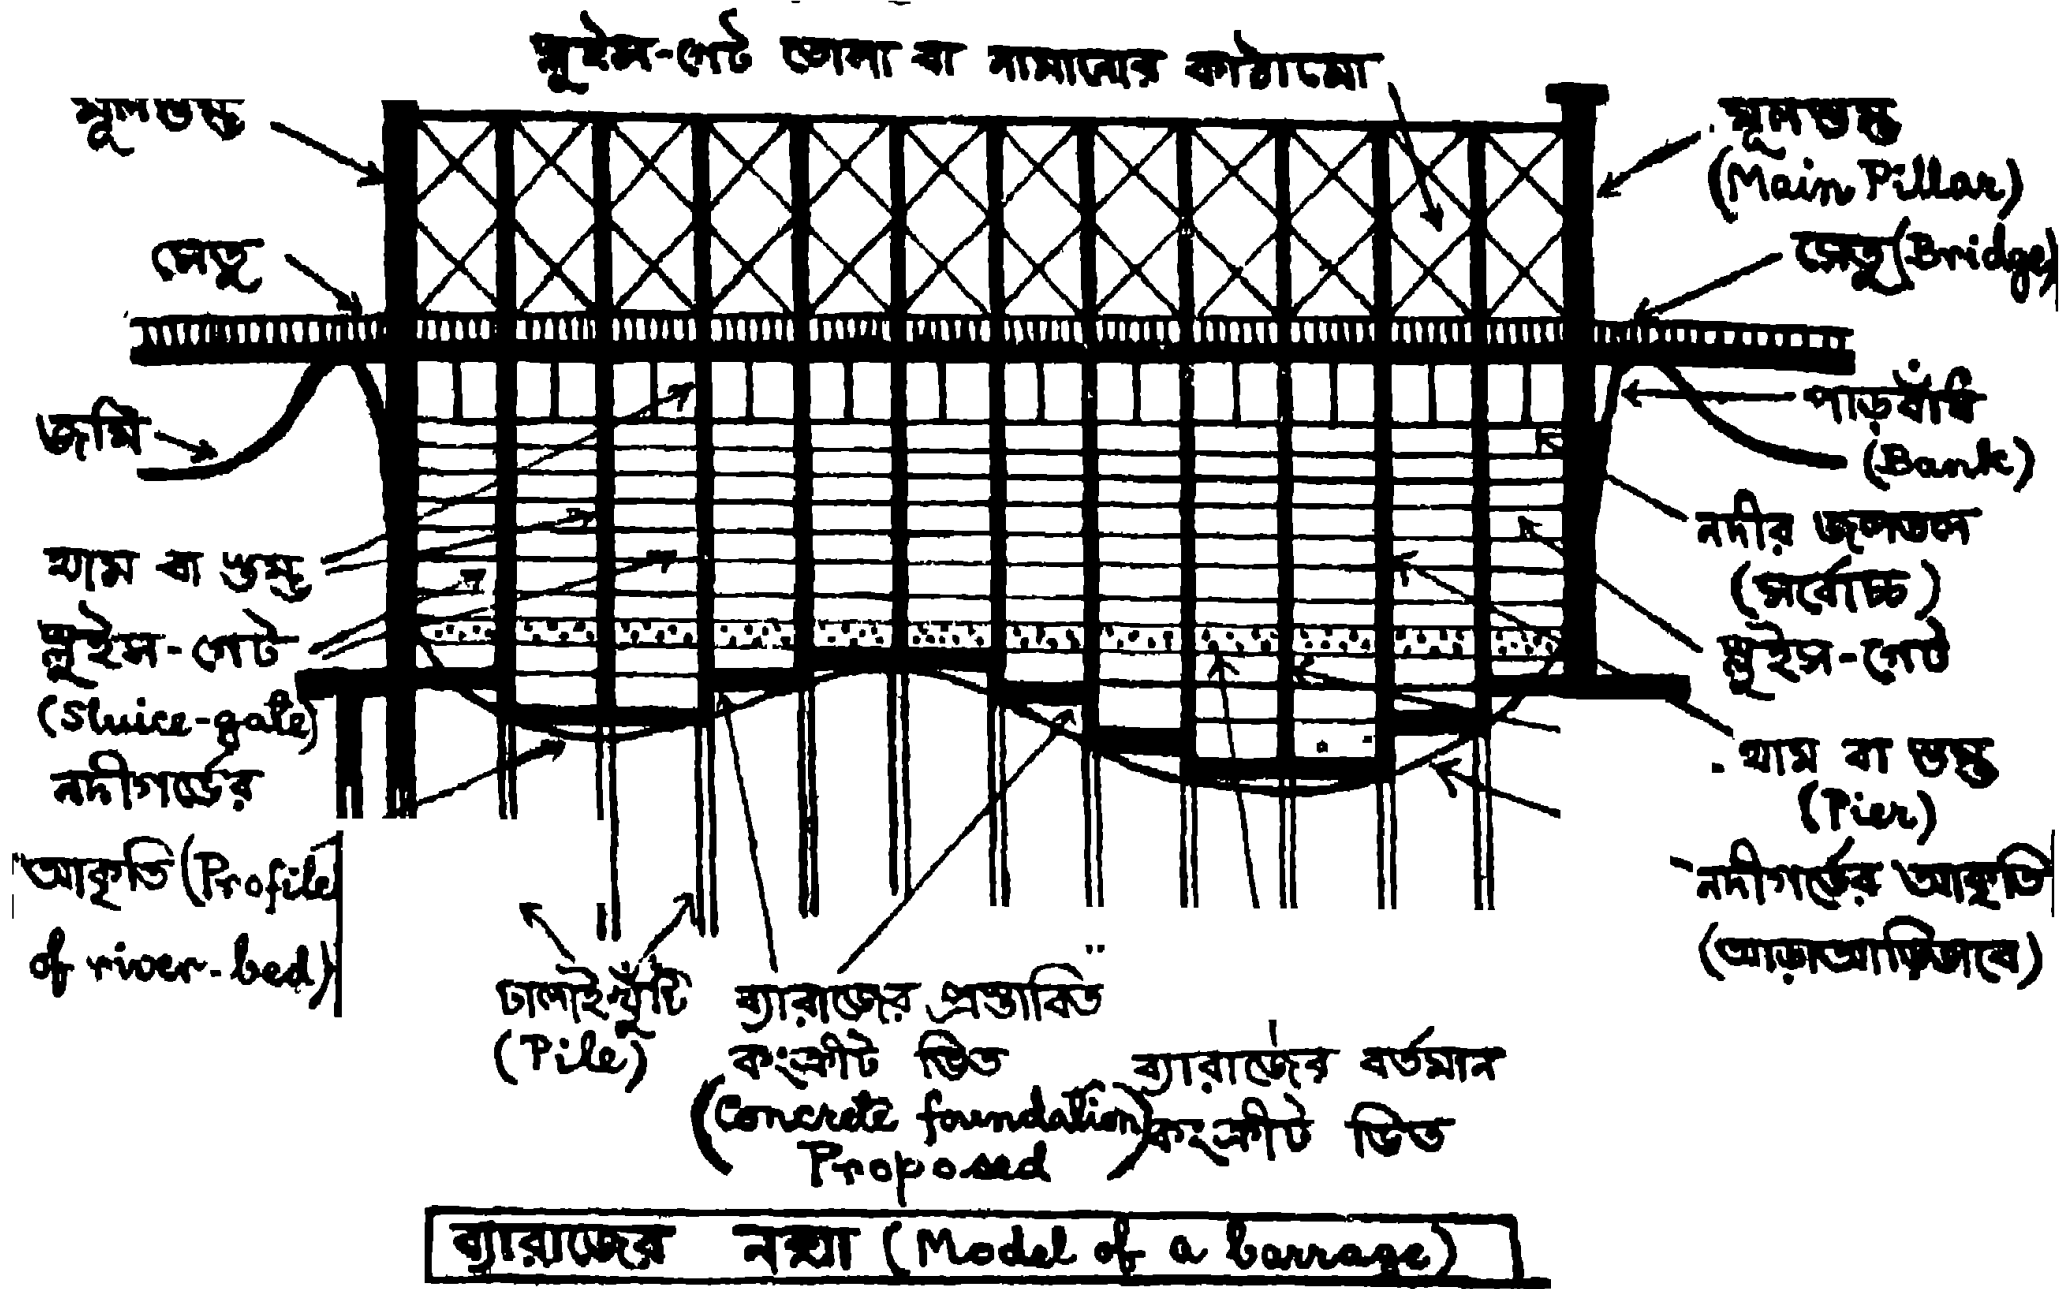 স্লুইস-গেট তোলা বা নামানোর কাঠামো
মূলস্তম্ভ
সেতু
জমি
থাম বা স্তম্ভ
স্লুইস-গেট
(Sluice-gate)
নদীগর্ভের
আকৃতি (Profile
of river-bed)
মূলস্তম্ভ
(Main Pillar)
সেতু (Bridge)
পাড়বাঁধ
(Bank)
নদীর জলতল
(সর্বোচ্চ)
স্লুইস-গেট
থাম বা স্তম্ভ
(Pier)
নদীগর্ভের আকৃতি
(আড়াআড়িভাবে)
ঢালাই খুঁটি
(Pile)
ব্যারাজের প্রস্তাবিত
কংক্রীট ভিত
(Concrete foundation)
Proposed
ব্যারাজের বর্তমান
কংক্রীট ভিত
ব্যারাজের নক্সা (Model of a barrage)